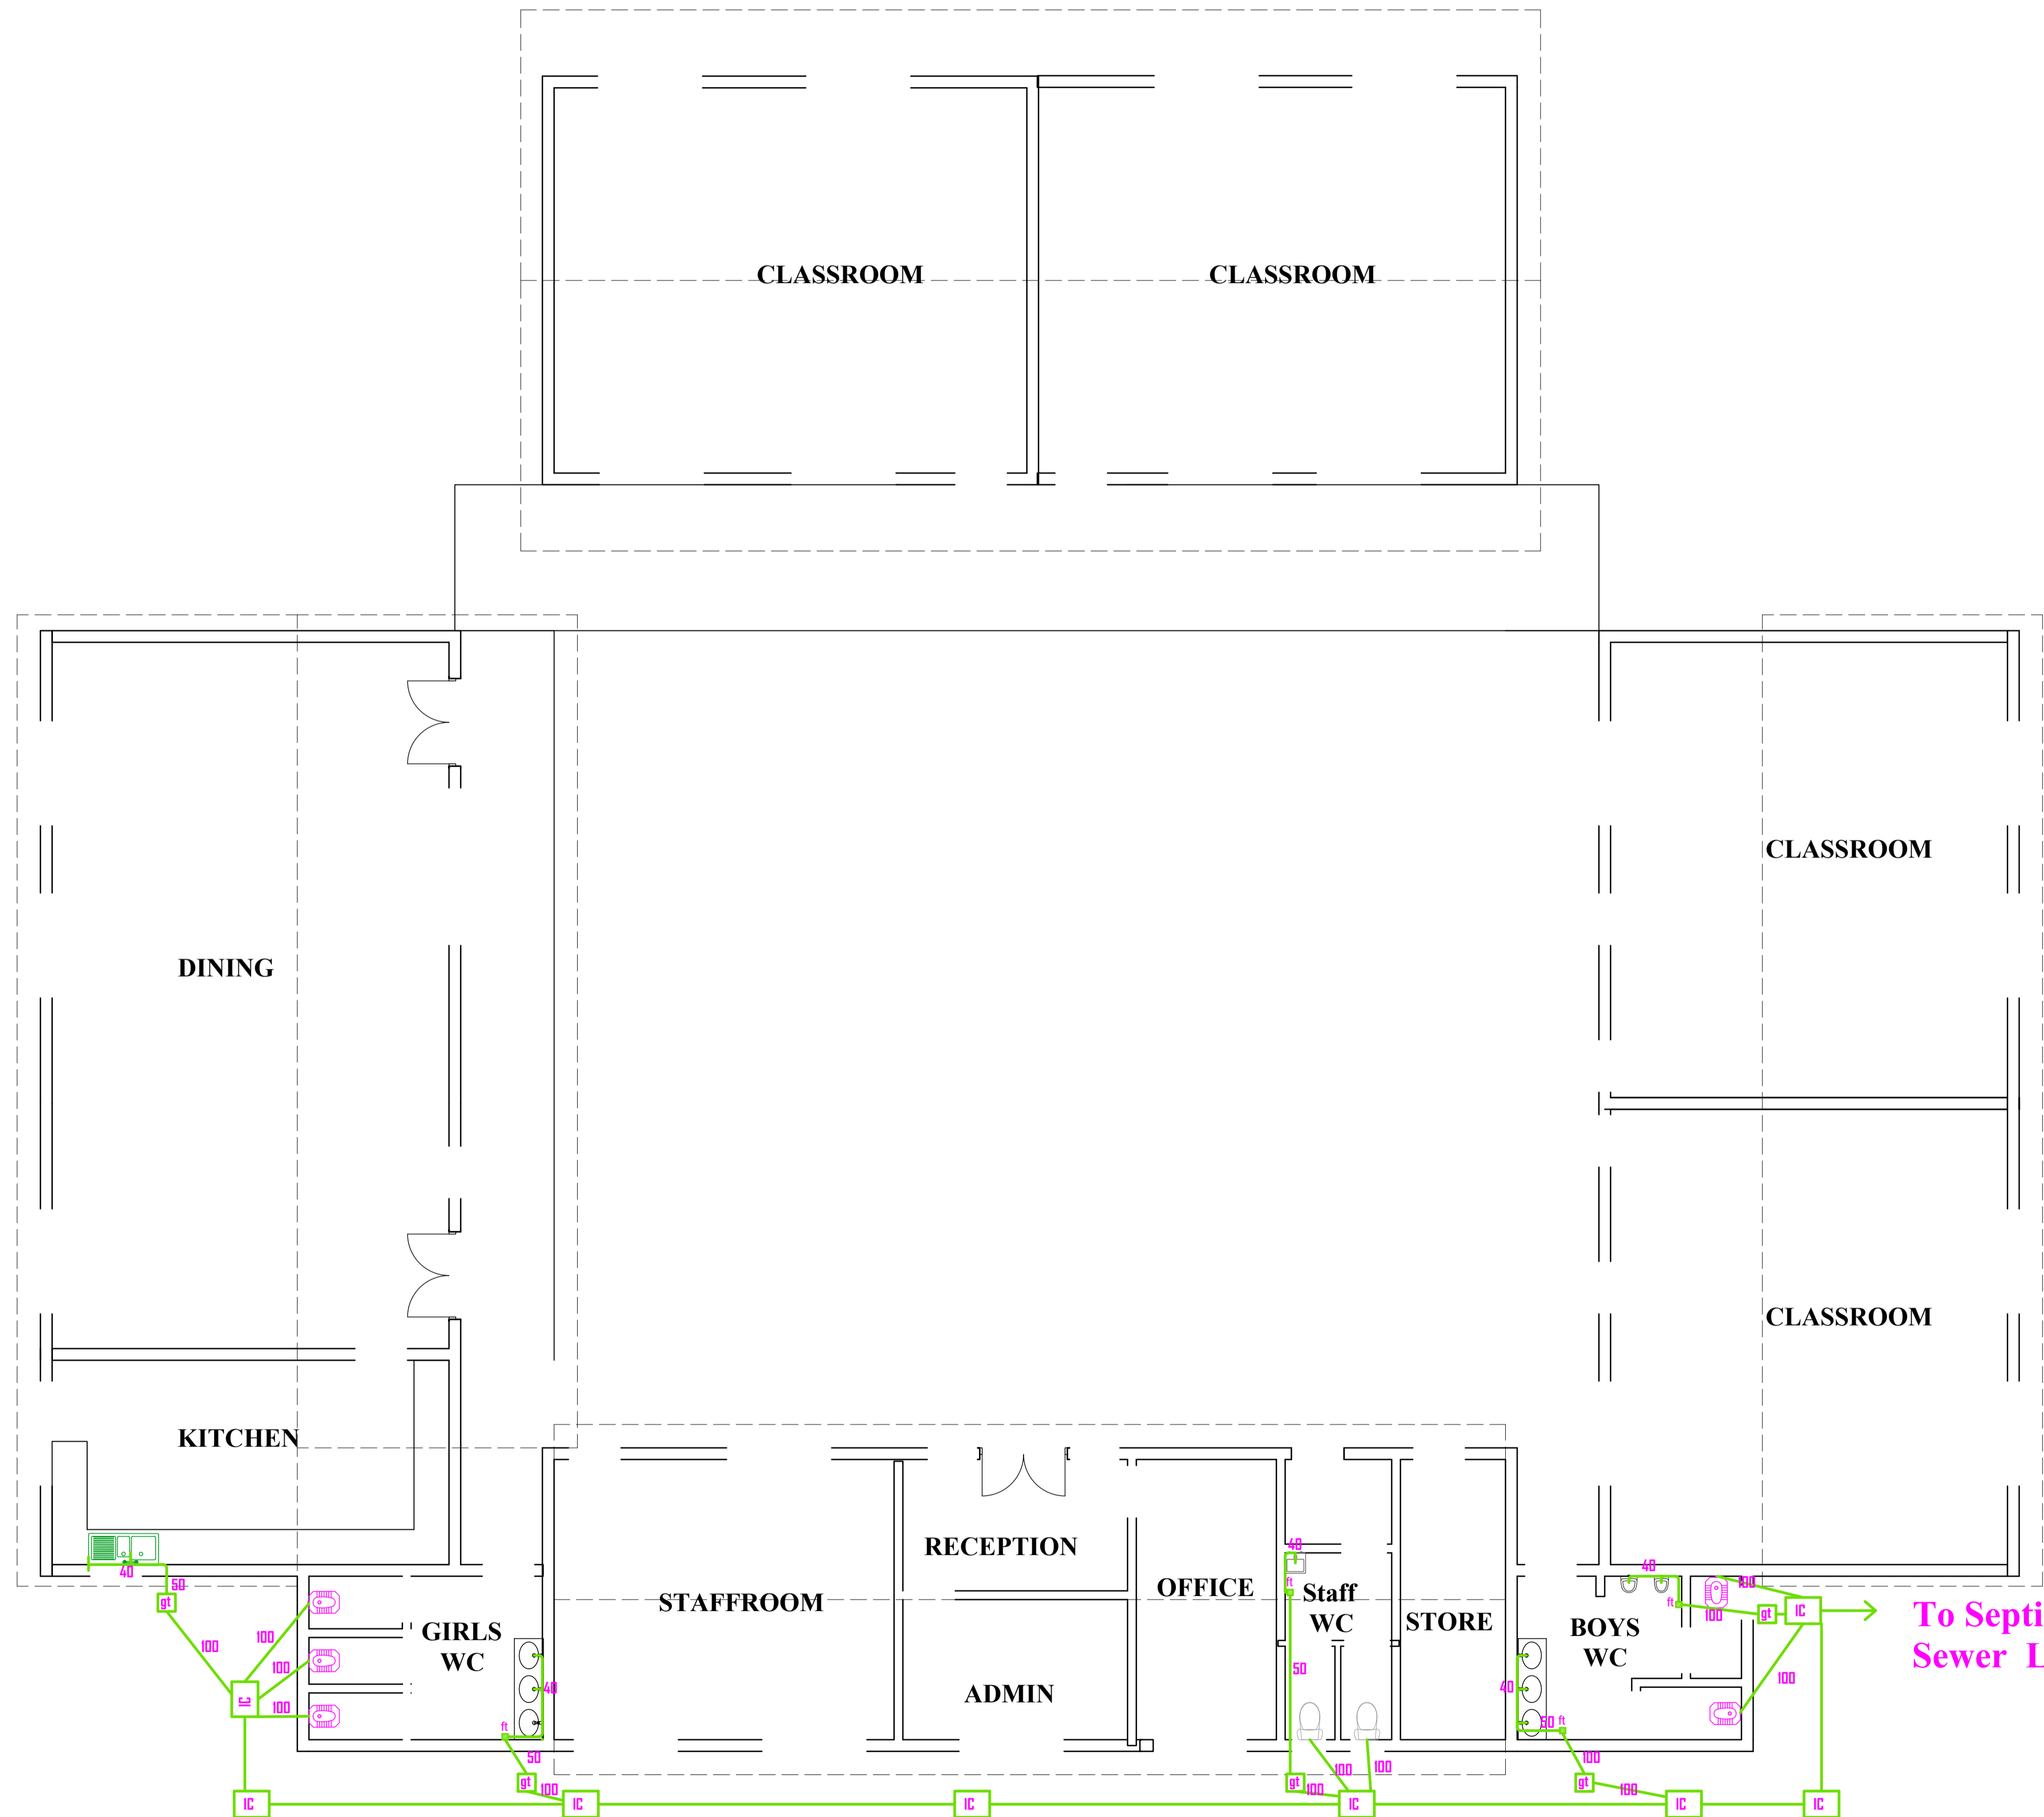 CLASSROOM
CLASSROOM
CLASSROOM
DINING
CLASSROOM
KITCHEN
RECEPTION
40
OFFICE
ft
Staff
WC
STAFFROOM
STORE
40
50
gt
100
100
100
100
IC
GIRLS
WC
40
ft
50
gt
100
ADMIN
50
gt
100
100
100
40
ft
100
100
gt
IC
BOYS
WC
40
50
ft
100
gt
100
100
To Septi
Sewer L
IC
IC
IC
IC
IC
IC